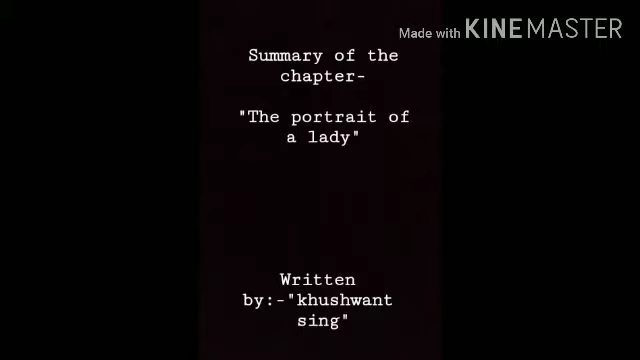 Made with KINEMASTER
Summary of the
chapter-
"The portrait of
a lady"
Written
by:-"khushwant
sing"